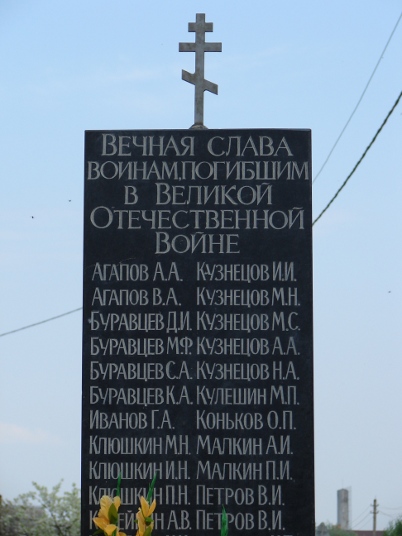 Вечная слава
воинам, погибшим
в Великой
Отечественной
Войне
Агапов А.А. Кузнецов И.И.
Агапов В.А. Кузнецов М.Н.
Буравцев Д.И. Кузнецов М.С.
Буравцев М.Ф. Кузнецов А.А.
Буравцев С.А. Кузнецов Н.А.
Буравцев К.А. Кулешин М.П.
Иванов Г.А. Коньков О.П.
Клюшкин М.Н. Малкин А.И.
Клюшкин И.Н. Малкин П.И.
Клюшкин П.Н. Петров В.И.
А.В. Петров В.И.